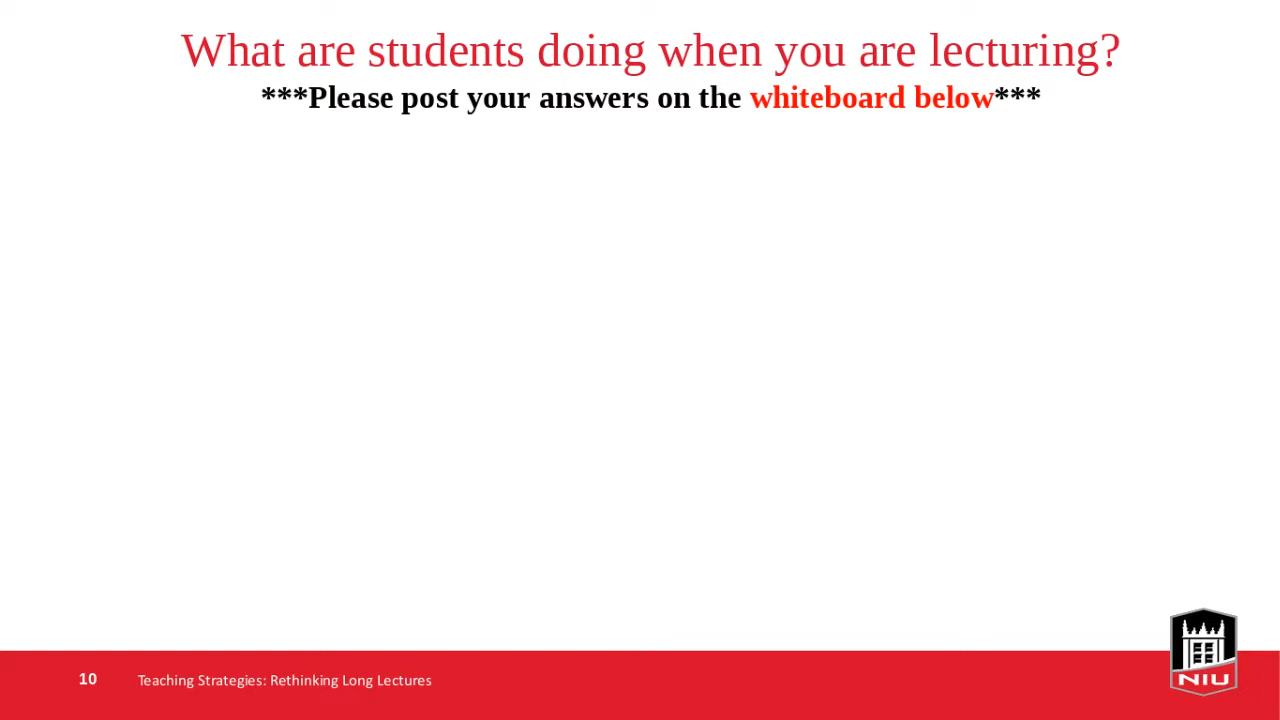 What are students doing when you are lecturing?
***Please post your answers on the whiteboard below***
10
Teaching Strategies: Rethinking Long Lectures
NIU